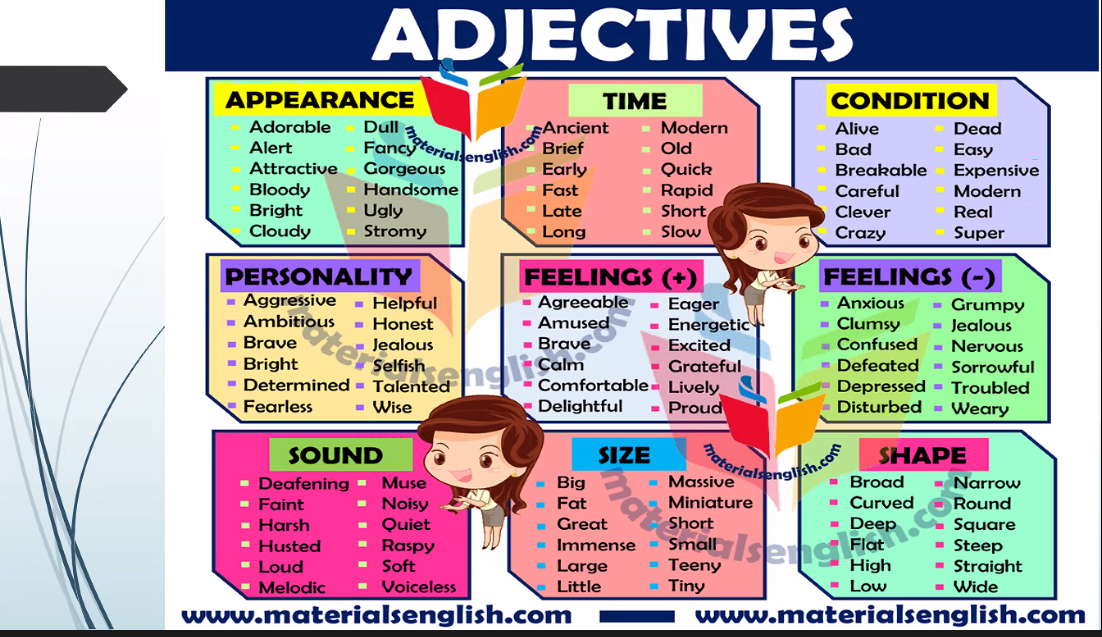 ADJECTIVES
APPEARANCE
Adorable Dull
Alert Fancy
Attractive Gorgeous
Bloody Handsome
Bright Ugly
Cloudy Stromy
materialsenglish.com
TIME
Ancient Modern
Brief Old
Early Quick
Fast Rapid
Late Short
Long Slow
CONDITION
Alive Dead
Bad Easy
Breakable Expensive
Careful Modern
Clever Real
Crazy Super
PERSONALITY
Aggressive Helpful
Ambitious Honest
Brave Jealous
Bright Selfish
Determined Talented
Fearless Wise
materialsenglish.com
FEELINGS (+)
Agreeable Eager
Amused Energetic
Brave Excited
Calm Grateful
Comfortable Lively
Delightful Proud
FEELINGS (-)
Anxious Grumpy
Clumsy Jealous
Confused Nervous
Defeated Sorrowful
Depressed Troubled
Disturbed Weary
materialsenglish.com
SOUND
Deafening Muse
Faint Noisy
Harsh Quiet
Husted Raspy
Loud Soft
Melodic Voiceless
SIZE
Big Massive
Fat Miniature
Great Short
Immense Small
Large Teeny
Little Tiny
materialsenglish.com
SHAPE
Broad Narrow
Curved Round
Deep Square
Flat Steep
High Straight
Low Wide
www.materialsenglish.com www.materialsenglish.com